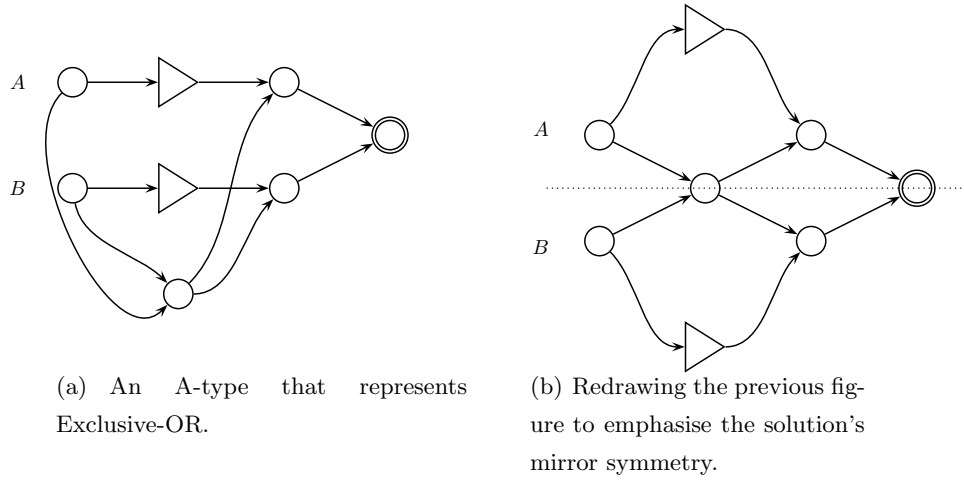 A
B
(a) An A-type that represents
Exclusive-OR.
A
B
(b) Redrawing the previous fig-
ure to emphasise the solution's
mirror symmetry.